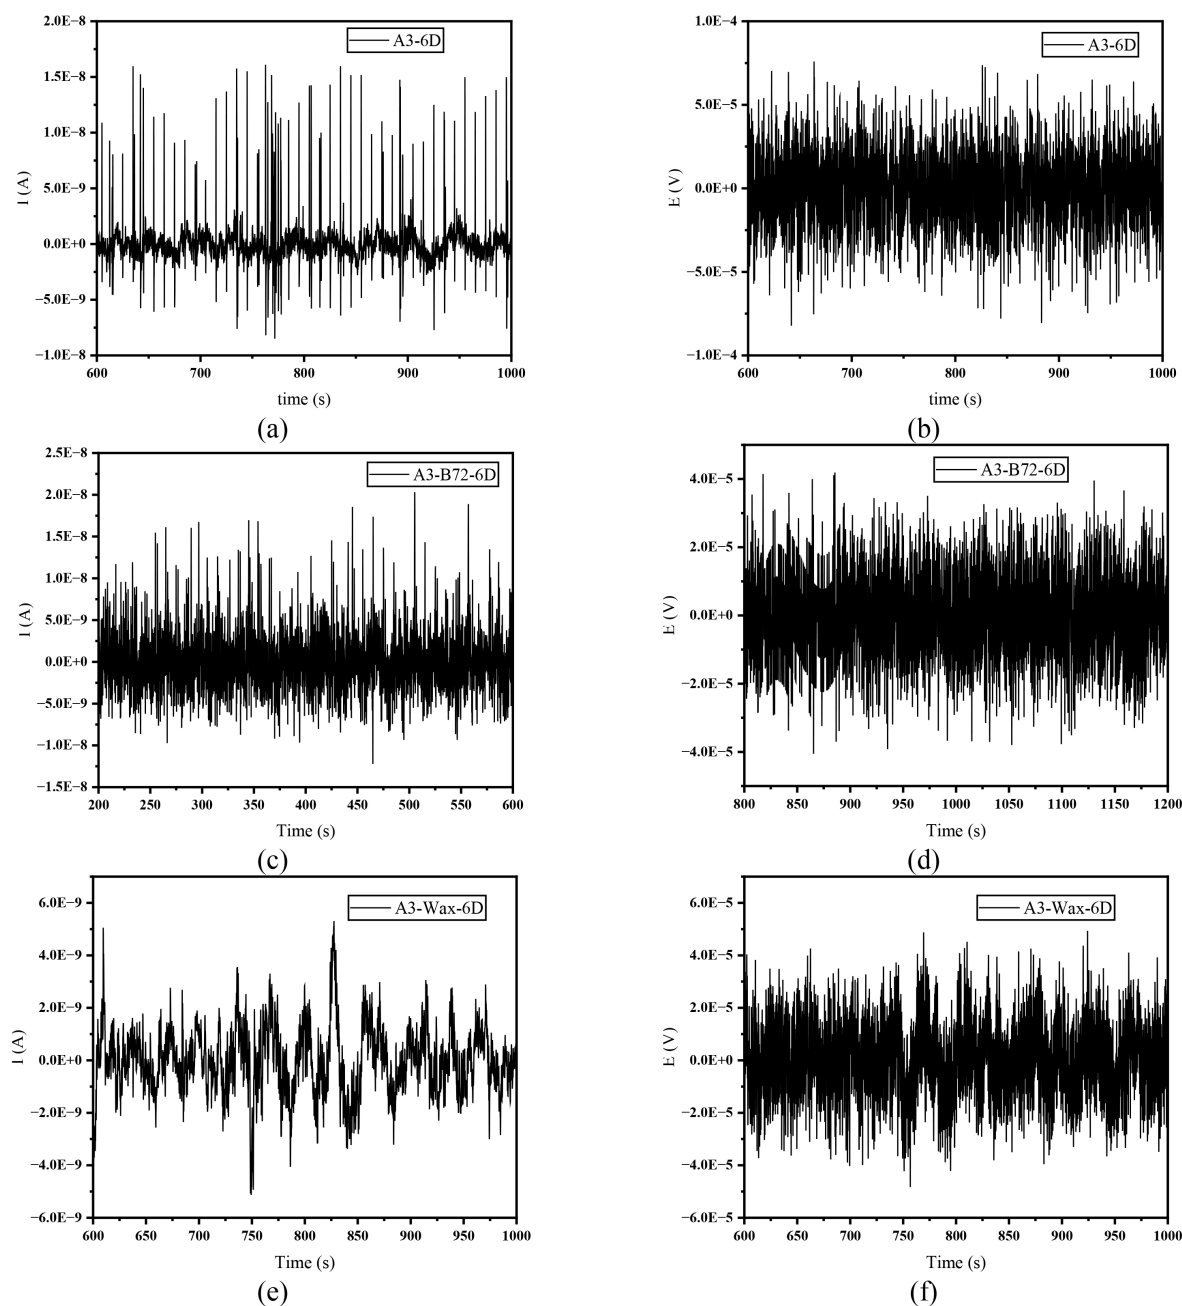 2.0E−8
1.5E−8
1.0E−8
5.0E−9
0.0E+0
−5.0E−9
−1.0E−8
I (A)
A3-6D
600 700 800 900 1000
time (s)
(a)
1.0E−4
5.0E−5
0.0E+0
−5.0E−5
−1.0E−4
E (V)
A3-6D
600 700 800 900 1000
time (s)
(b)
2.5E−8
2.0E−8
1.5E−8
1.0E−8
5.0E−9
0.0E+0
−5.0E−9
−1.0E−8
−1.5E−8
I (A)
A3-B72-6D
200 250 300 350 400 450 500 550 600
Time (s)
(c)
4.0E−5
2.0E−5
0.0E+0
−2.0E−5
−4.0E−5
E (V)
A3-B72-6D
800 850 900 950 1000 1050 1100 1150 1200
Time (s)
(d)
6.0E−9
4.0E−9
2.0E−9
0.0E+0
−2.0E−9
−4.0E−9
−6.0E−9
I (A)
A3-Wax-6D
600 650 700 750 800 850 900 950 1000
Time (s)
(e)
6.0E−5
4.0E−5
2.0E−5
0.0E+0
−2.0E−5
−4.0E−5
−6.0E−5
E (V)
A3-Wax-6D
600 650 700 750 800 850 900 950 1000
Time (s)
(f)